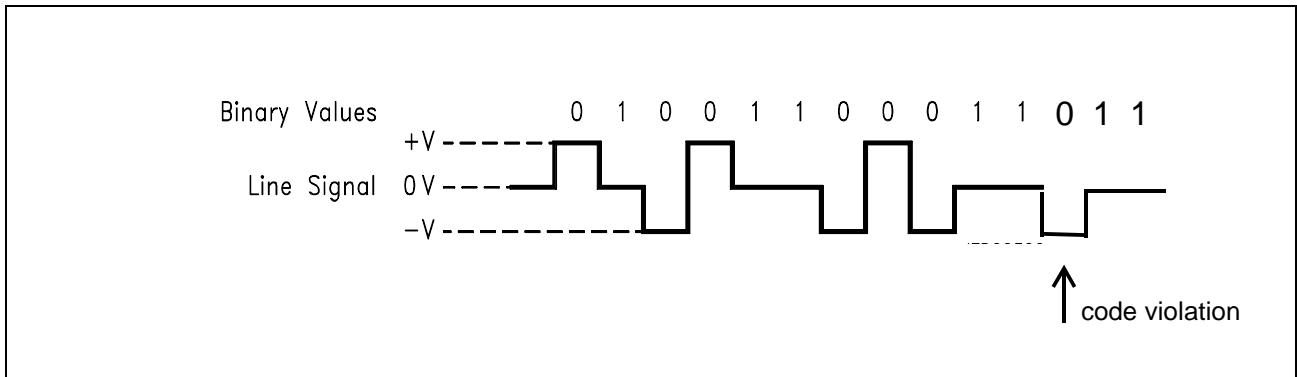 Binary Values 0 1 0 0 1 1 0 0 0 1 1 0 1 1
+V
Line Signal 0V
-V
code violation